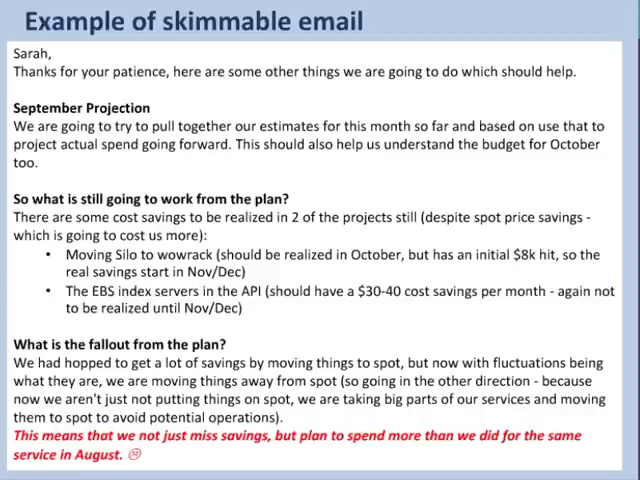 Example of skimmable email
Sarah,
Thanks for your patience, here are some other things we are going to do which should help.
September Projection
We are going to try to pull together our estimates for this month so far and based on use that to
project actual spend going forward. This should also help us understand the budget for October
too.
So what is still going to work from the plan?
There are some cost savings to be realized in 2 of the projects still (despite spot price savings -
which is going to cost us more):
• Moving Silo to wowrack (should be realized in October, but has an initial $8k hit, so the
real savings start in Nov/Dec)
• The EBS index servers in the API (should have a $30-40 cost savings per month - again not
to be realized until Nov/Dec)
What is the fallout from the plan?
We had hopped to get a lot of savings by moving things to spot, but now with fluctuations being
what they are, we are moving things away from spot (so going in the other direction - because
now we aren't just not putting things on spot, we are taking big parts of our services and moving
them to spot to avoid potential operations).
This means that we not just miss savings, but plan to spend more than we did for the same
service in August. ☹